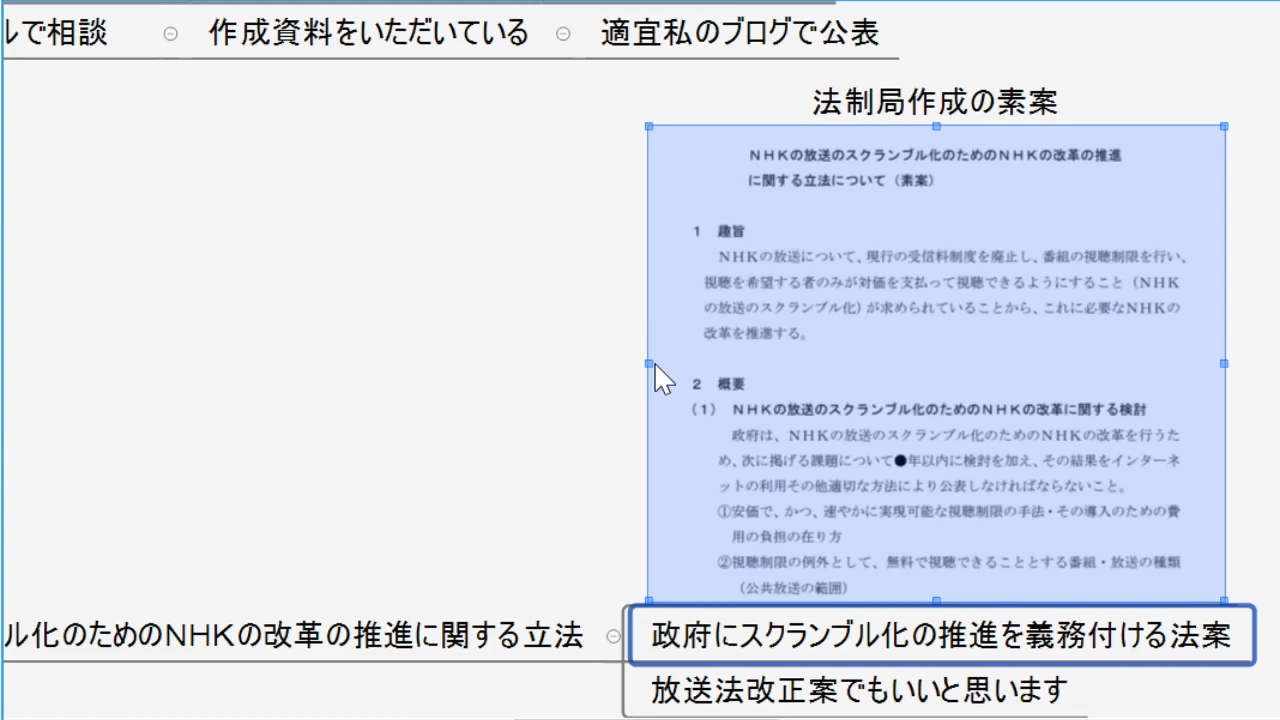 ルで相談 作成資料をいただいている 適宜私のブログで公表
法制局作成の素案
ＮＨＫの放送のスクランブル化のためのＮＨＫの改革の推進
に関する立法について（素案）
１　趣旨
ＮＨＫの放送について、現行の受信料制度を廃止し、番組の視聴制限を行い、
視聴を希望する者のみが対価を支払って視聴できるようにすること（ＮＨＫ
の放送のスクランブル化）が求められていることから、これに必要なＮＨＫの
改革を推進する。
２　概要
（１）　ＮＨＫの放送のスクランブル化のためのＮＨＫの改革に関する検討
政府は、ＮＨＫの放送のスクランブル化のためのＮＨＫの改革を行うた
め、次に掲げる課題について●年以内に検討を加え、その結果をインターネ
ットの利用その他適切な方法により公表しなければならないこと。
①安価で、かつ、速やかに実現可能な視聴制限の手法・その導入のための費
用の負担の在り方
②視聴制限の例外として、無料で視聴できることとする番組・放送の種類
（公共放送の範囲）
ル化のためのNHKの改革の推進に関する立法 政府にスクランブル化の推進を義務付ける法案
放送法改正案でもいいと思います